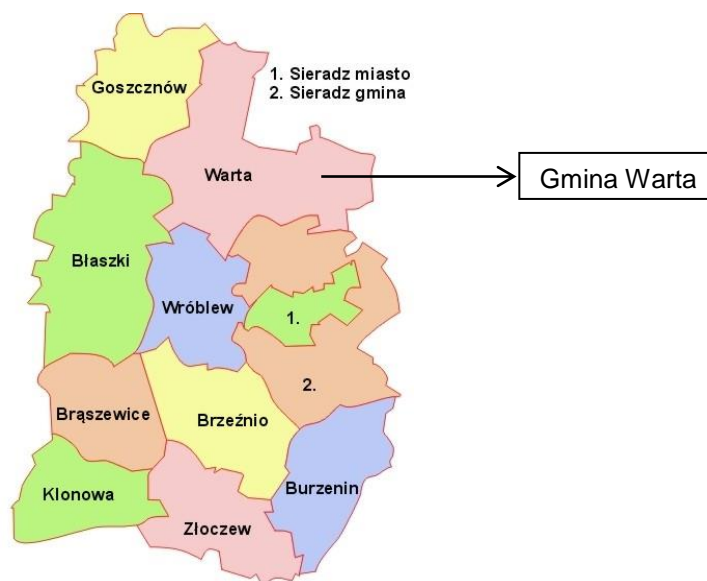 Goszcznów
1. Sieradz miasto
2. Sieradz gmina
Warta
Gmina Warta
Błaszki
Wróblew
1.
2.
Brąszewice
Brzeźnio
Klonowa
Burzenin
Złoczew